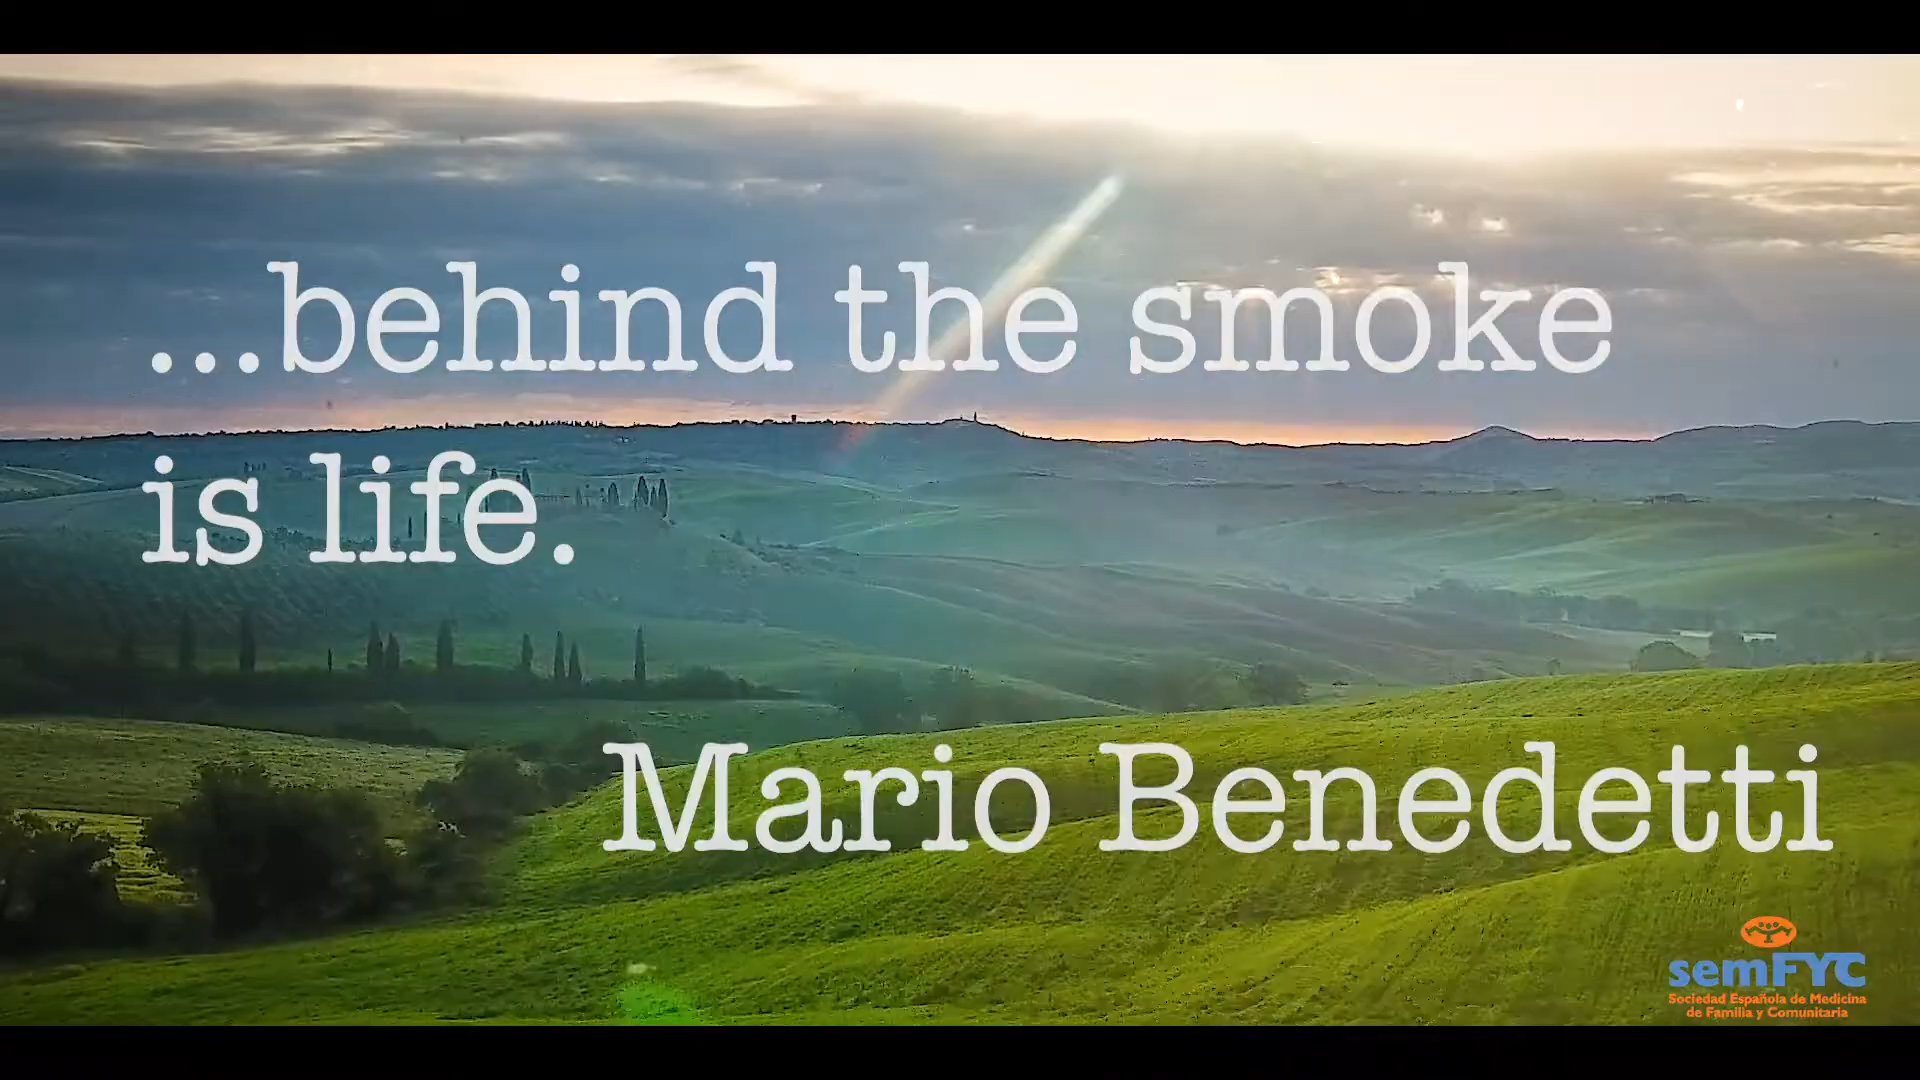 ...behind the smoke
is life.
Mario Benedetti
semFYC
Sociedad Española de Medicina
de Familia y Comunitaria